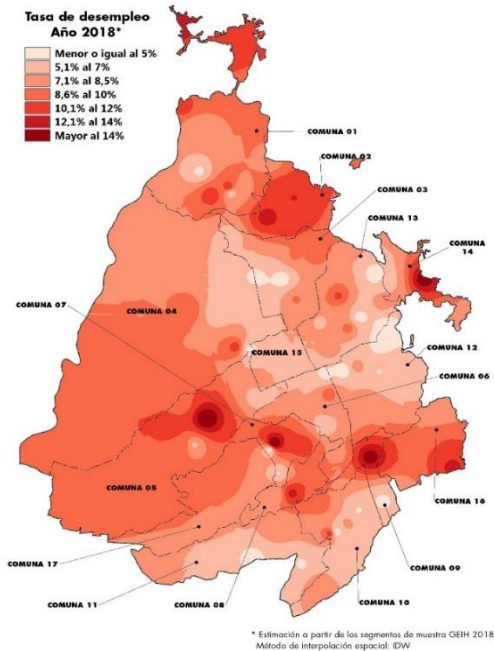 Tasa de desempleo
Año 2018*
Menor o igual al 5%
5,1% al 7%
7,1% al 8,5%
8,6% al 10%
10,1% al 12%
12,1% al 14%
Mayor al 14%
COMUNA 01
COMUNA 02
COMUNA 03
COMUNA 13
COMUNA
14
COMUNA 07
COMUNA 04
COMUNA 15
COMUNA 12
COMUNA 06
COMUNA 05
COMUNA 16
COMUNA 17
COMUNA 09
COMUNA 11
COMUNA 08
COMUNA 10
* Estimación a partir de los segmentos de muestra GEIH 2018
Método de interpolación espacial: IDW